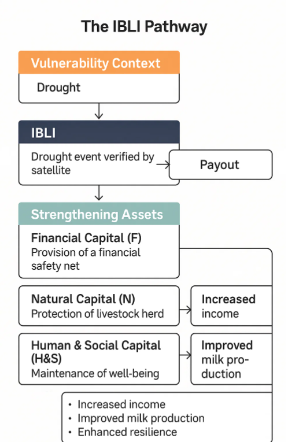 The IBLI Pathway
Vulnerability Context
Drought
IBLI
Drought event verified by
satellite
Payout
Strengthening Assets
Financial Capital (F)
Provision of a financial
safety net
Natural Capital (N)
Protection of livestock herd
Increased
income
Human & Social Capital
(H&S)
Maintenance of well-being
Improved
milk pro-
duction
• Increased income
• Improved milk production
• Enhanced resilience